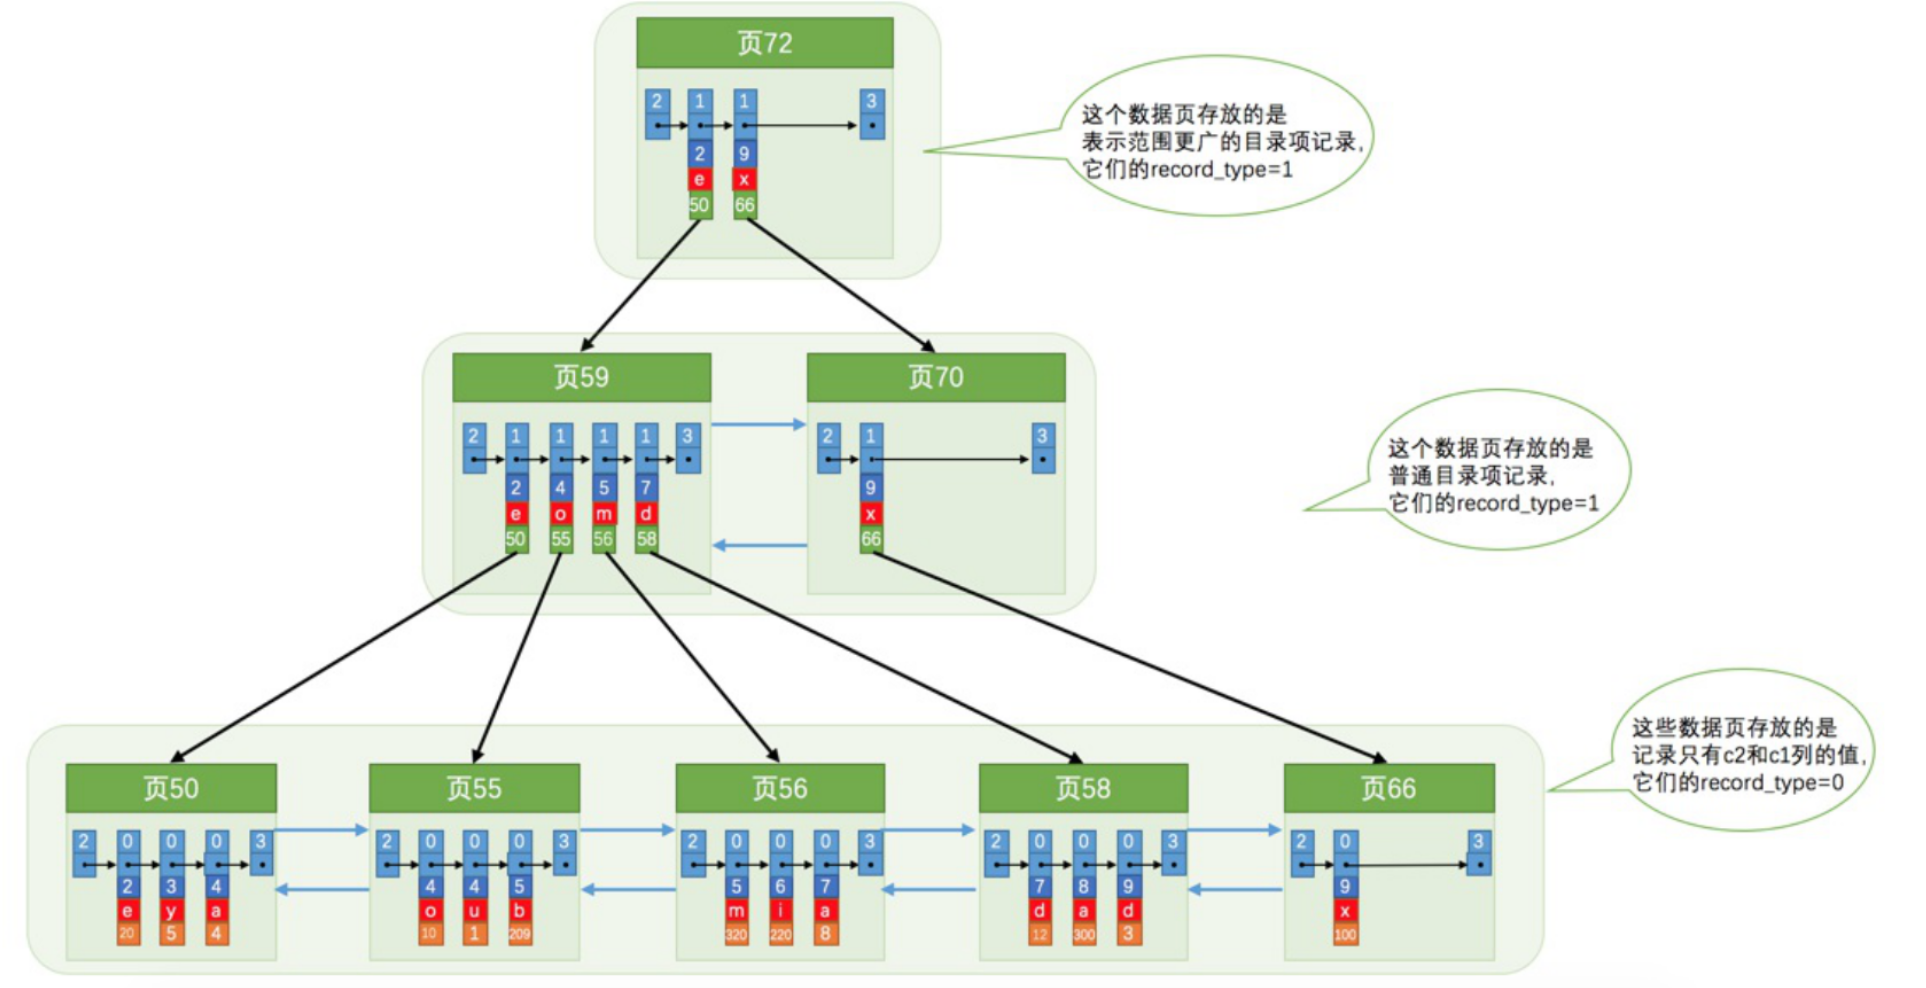 页72
2 1 1 3
2 9
e x
50 66
这个数据页存放的是
表示范围更广的目录项记录,
它们的record_type=1
页59
2 1 1 1 1 3
2 4 5 7
e o m d
50 55 56 58
页70
2 1 3
9
x
66
这个数据页存放的是
普通目录项记录,
它们的record_type=1
页50
2 0 0 0 3
2 3 4
e y a
20 5 4
页55
2 0 0 0 3
4 4 5
o u b
10 1 209
页56
2 0 0 0 3
5 6 7
m i a
320 220 8
页58
2 0 0 0 3
7 8 9
d a d
12 300 3
页66
2 0 3
9
x
100
这些数据页存放的是
记录只有c2和c1列的值,
它们的record_type=0